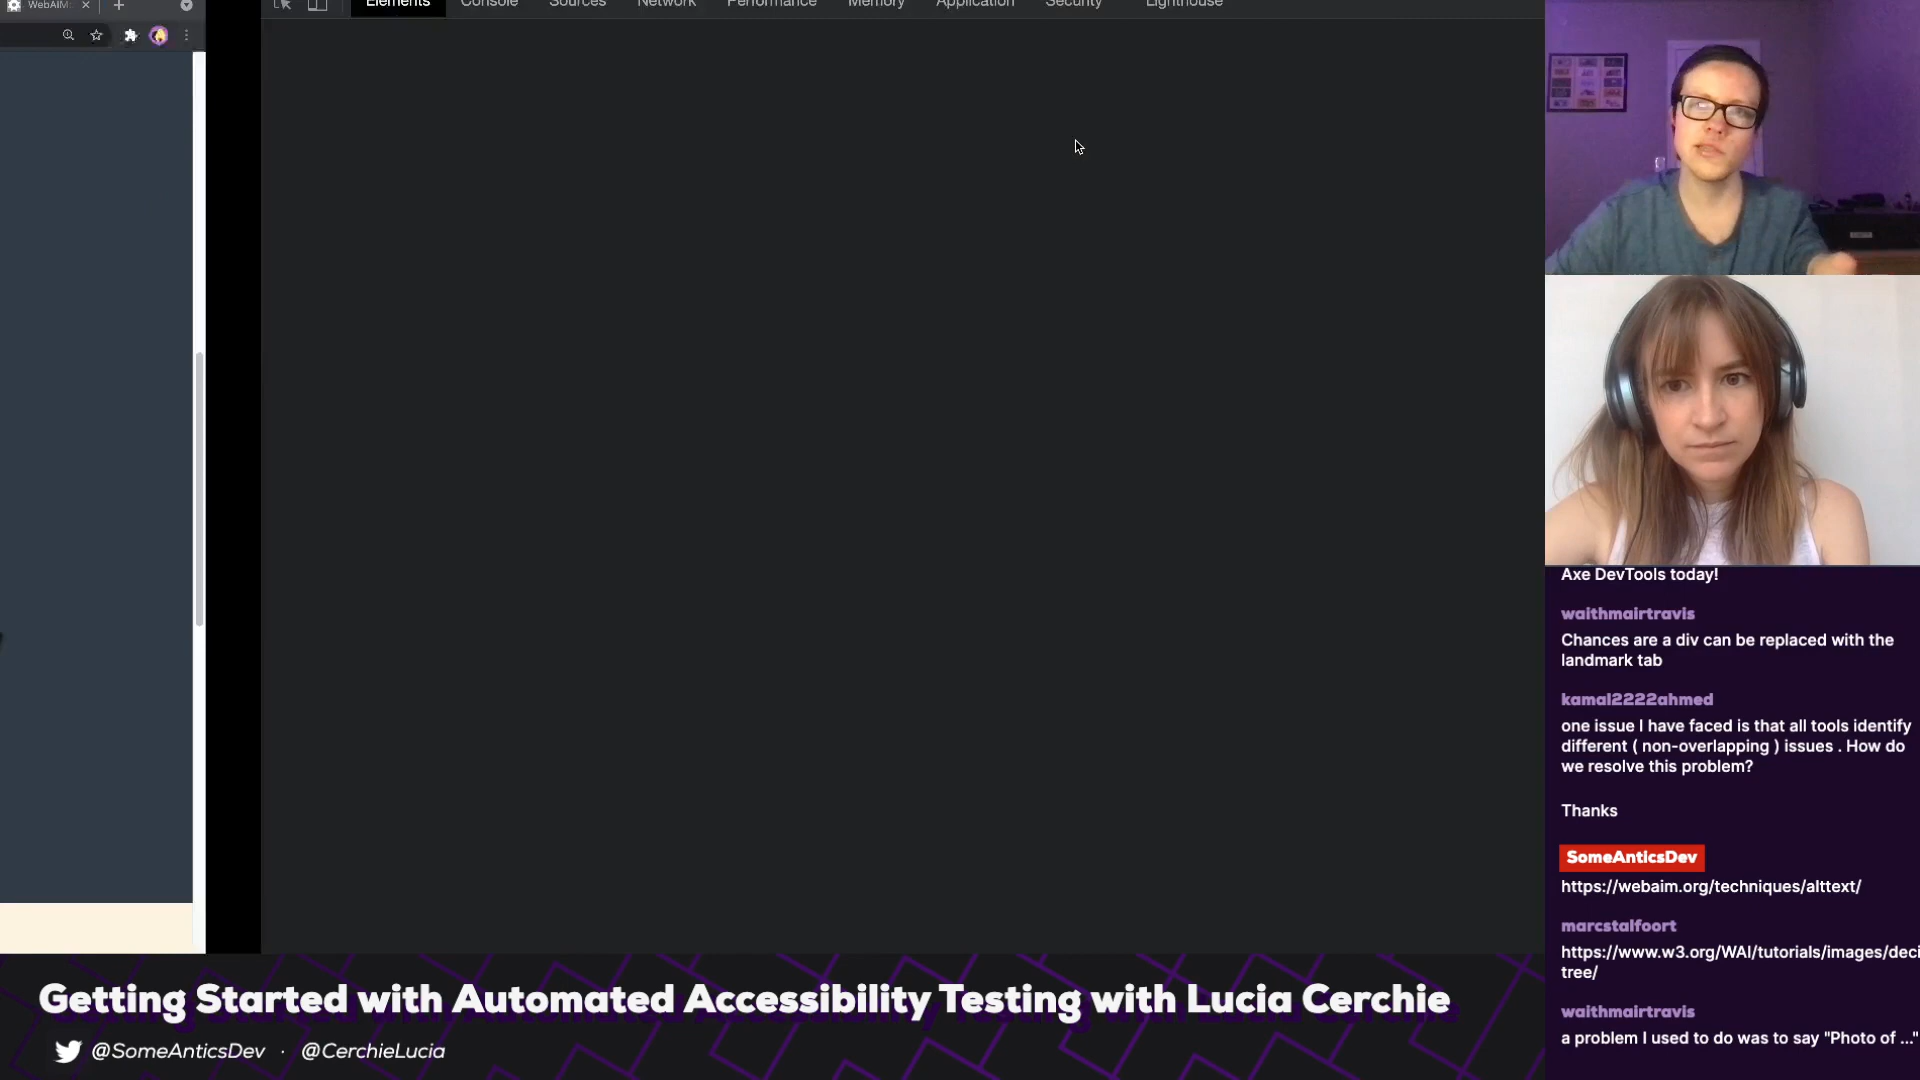 WebAIM
Elements Console Sources Network Performance Memory Application Security Lighthouse
Axe DevTools today!
waithmairtravis
Chances are a div can be replaced with the
landmark tab
kamal2222ahmed
one issue I have faced is that all tools identify
different ( non-overlapping ) issues . How do
we resolve this problem?
Thanks
SomeAnticsDev
https://webaim.org/techniques/alttext/
marcstalfoort
https://www.w3.org/WAI/tutorials/images/deci
tree/
waithmairtravis
a problem I used to do was to say "Photo of ..."
Getting Started with Automated Accessibility Testing with Lucia Cerchie
@SomeAnticsDev · @CerchieLucia